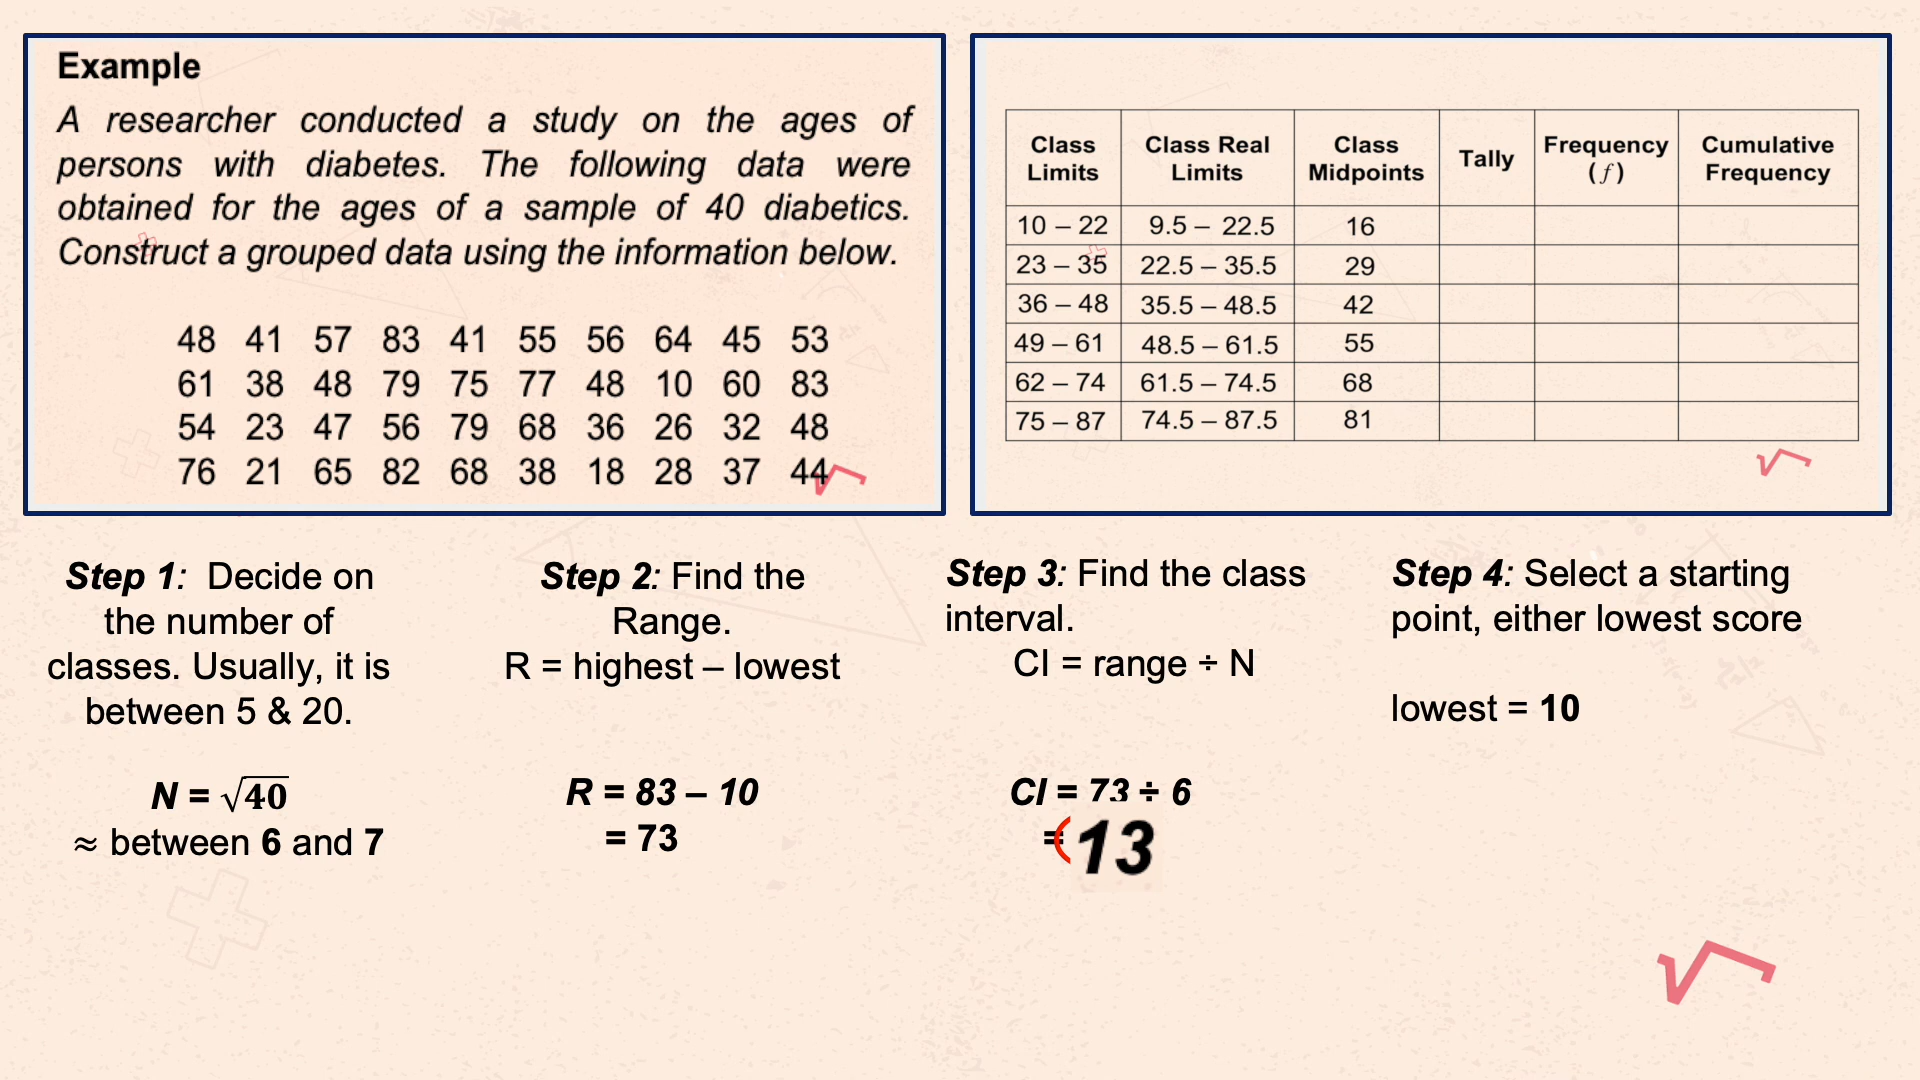 Example
A researcher conducted a study on the ages of
persons with diabetes. The following data were
obtained for the ages of a sample of 40 diabetics.
Construct a grouped data using the information below.
48 41 57 83 41 55 56 64 45 53
61 38 48 79 75 77 48 10 60 83
54 23 47 56 79 68 36 26 32 48
76 21 65 82 68 38 18 28 37 44
Class Limits Class Real Limits Class Midpoints Tally Frequency (f) Cumulative Frequency
10 – 22 9.5 – 22.5 16
23 – 35 22.5 – 35.5 29
36 – 48 35.5 – 48.5 42
49 – 61 48.5 – 61.5 55
62 – 74 61.5 – 74.5 68
75 – 87 74.5 – 87.5 81
Step 1: Decide on
the number of
classes. Usually, it is
between 5 & 20.
N = √40
≈ between 6 and 7
Step 2: Find the
Range.
R = highest – lowest
R = 83 – 10
= 73
Step 3: Find the class
interval.
CI = range ÷ N
CI = 73 ÷ 6
= 13
Step 4: Select a starting
point, either lowest score
lowest = 10